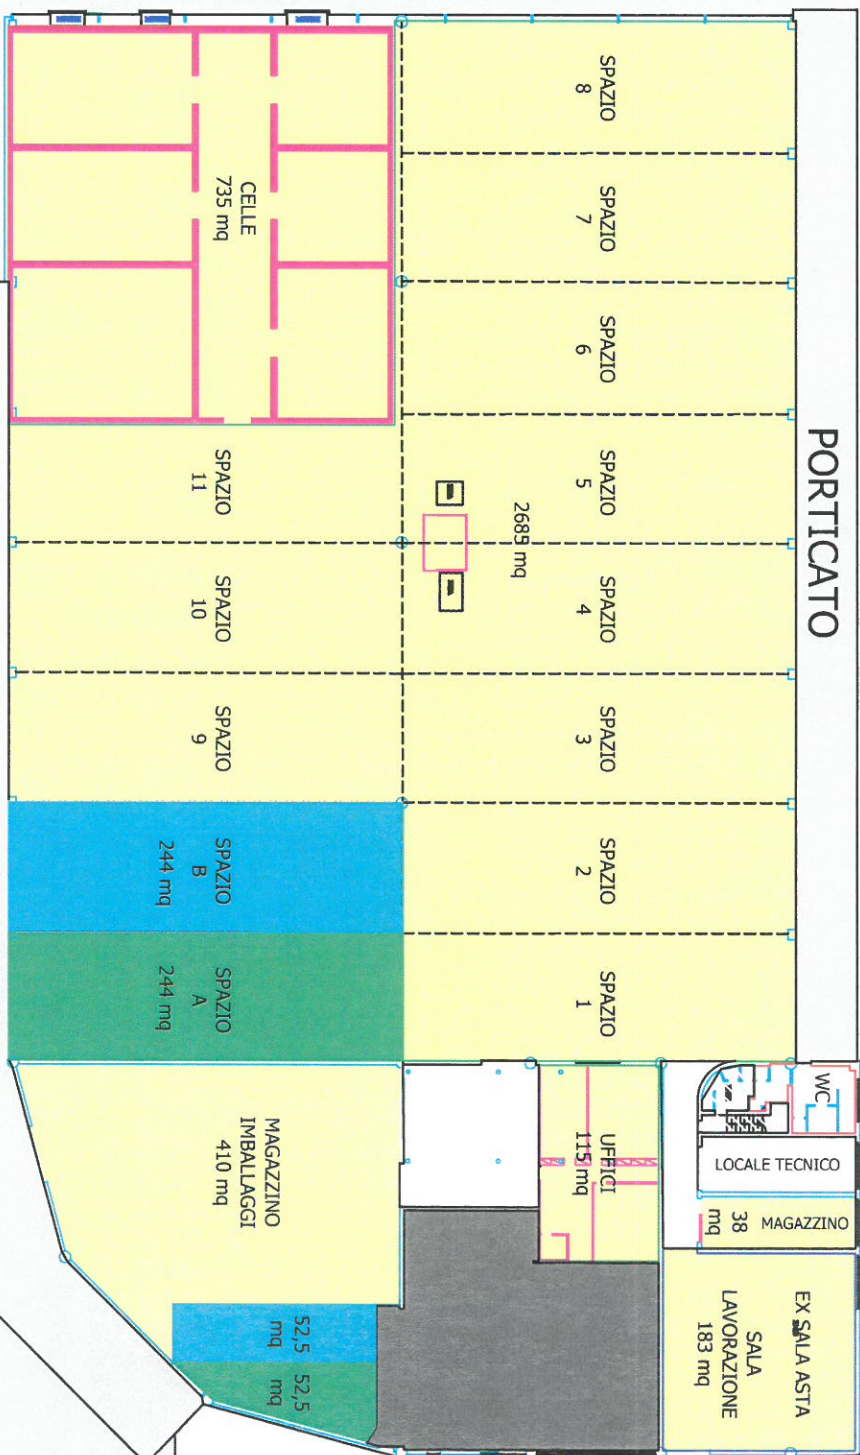 PORTICATO
SPAZIO
8
SPAZIO
7
SPAZIO
6
SPAZIO
5
SPAZIO
4
SPAZIO
3
SPAZIO
2
SPAZIO
1
2685 mq
CELLE
735 mq
SPAZIO
11
SPAZIO
10
SPAZIO
9
SPAZIO
B
244 mq
SPAZIO
A
244 mq
MAGAZZINO
IMBALLAGGI
410 mq
52,5
mq
52,5
mq
UFFICI
115 mq
WC
LOCALE TECNICO
MAGAZZINO
38
mq
EX SALA ASTA
SALA
LAVORAZIONE
183 mq